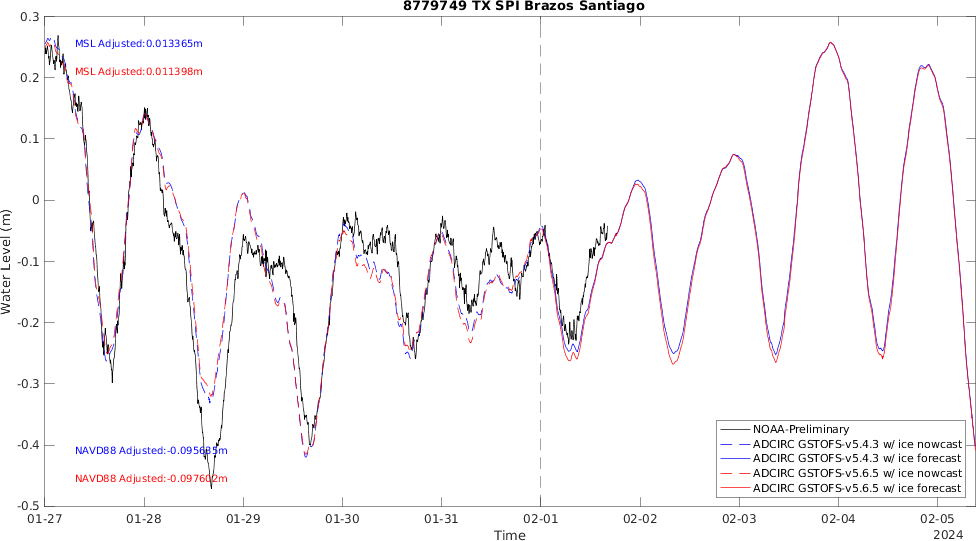 8779749 TX SPI Brazos Santiago
0.3
MSL Adjusted:0.013365m
MSL Adjusted:0.011398m
0.2
0.1
0
-0.1
-0.2
-0.3
-0.4
-0.5
Water Level (m)
NAVD88 Adjusted:-0.095635m
NAVD88 Adjusted:-0.097602m
NOAA-Preliminary
ADCIRC GSTOFS-v5.4.3 w/ ice nowcast
ADCIRC GSTOFS-v5.4.3 w/ ice forecast
ADCIRC GSTOFS-v5.6.5 w/ ice nowcast
ADCIRC GSTOFS-v5.6.5 w/ ice forecast
01-27 01-28 01-29 01-30 01-31 02-01 02-02 02-03 02-04 02-05
Time
2024